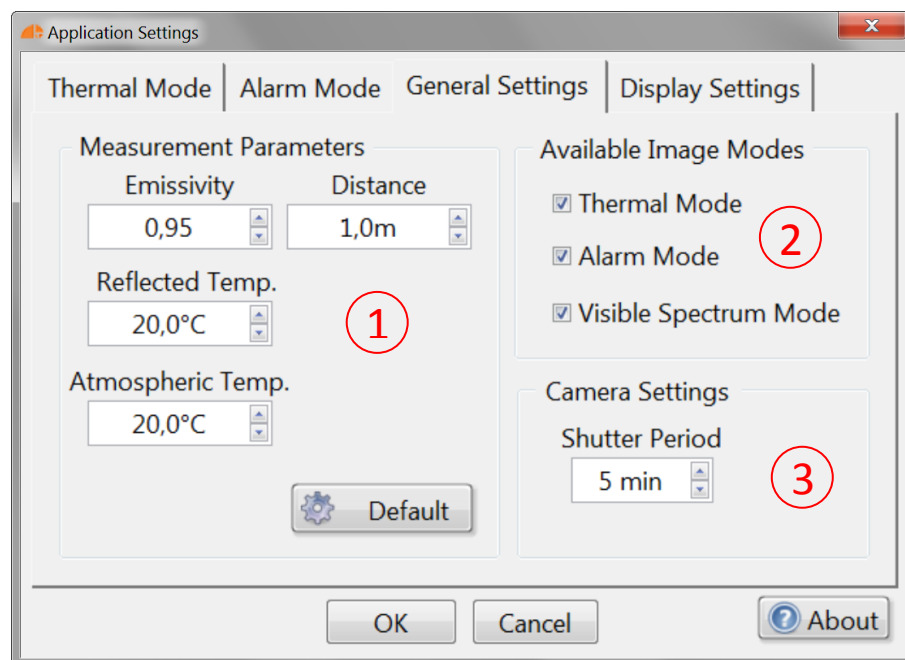 Application Settings
x
Thermal Mode
Alarm Mode
General Settings
Display Settings
Measurement Parameters
Emissivity
Distance
0,95
1,0m
Reflected Temp.
20,0°C
1
Atmospheric Temp.
20,0°C
Default
Available Image Modes
Thermal Mode
2
Alarm Mode
Visible Spectrum Mode
Camera Settings
Shutter Period
5 min
3
OK
Cancel
? About